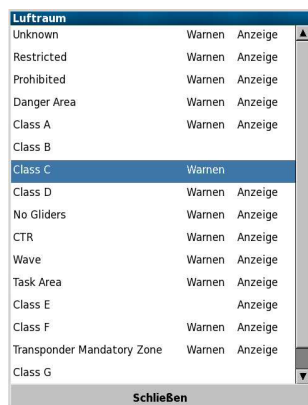 Luftraum
Unknown Warnen Anzeige
Restricted Warnen Anzeige
Prohibited Warnen Anzeige
Danger Area Warnen Anzeige
Class A Warnen Anzeige
Class B
Class C Warnen
Class D Warnen Anzeige
No Gliders Warnen Anzeige
CTR Warnen Anzeige
Wave Warnen Anzeige
Task Area Warnen Anzeige
Class E Anzeige
Class F Warnen Anzeige
Transponder Mandatory Zone Warnen Anzeige
Class G
Schließen